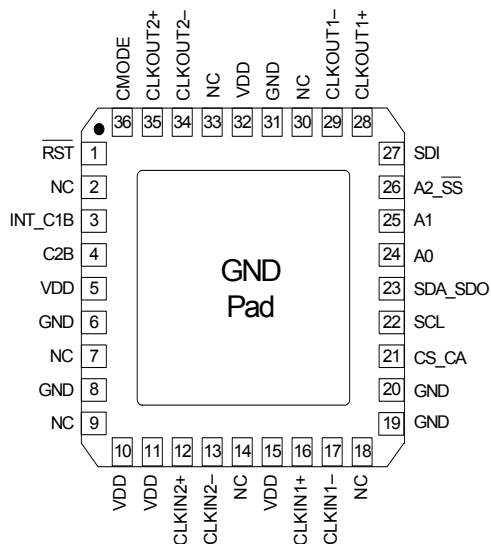 CMODE
CLKOUT2+
CLKOUT2–
NC
VDD
GND
NC
CLKOUT1–
CLKOUT1+
36 35 34 33 32 31 30 29 28
RST 1
NC 2
INT_C1B 3
C2B 4
VDD 5
GND 6
NC 7
GND 8
NC 9
GND
Pad
27 SDI
26 A2_SS
25 A1
24 A0
23 SDA_SDO
22 SCL
21 CS_CA
20 GND
19 GND
10 11 12 13 14 15 16 17 18
VDD
VDD
CLKIN2+
CLKIN2–
NC
VDD
CLKIN1+
CLKIN1–
NC